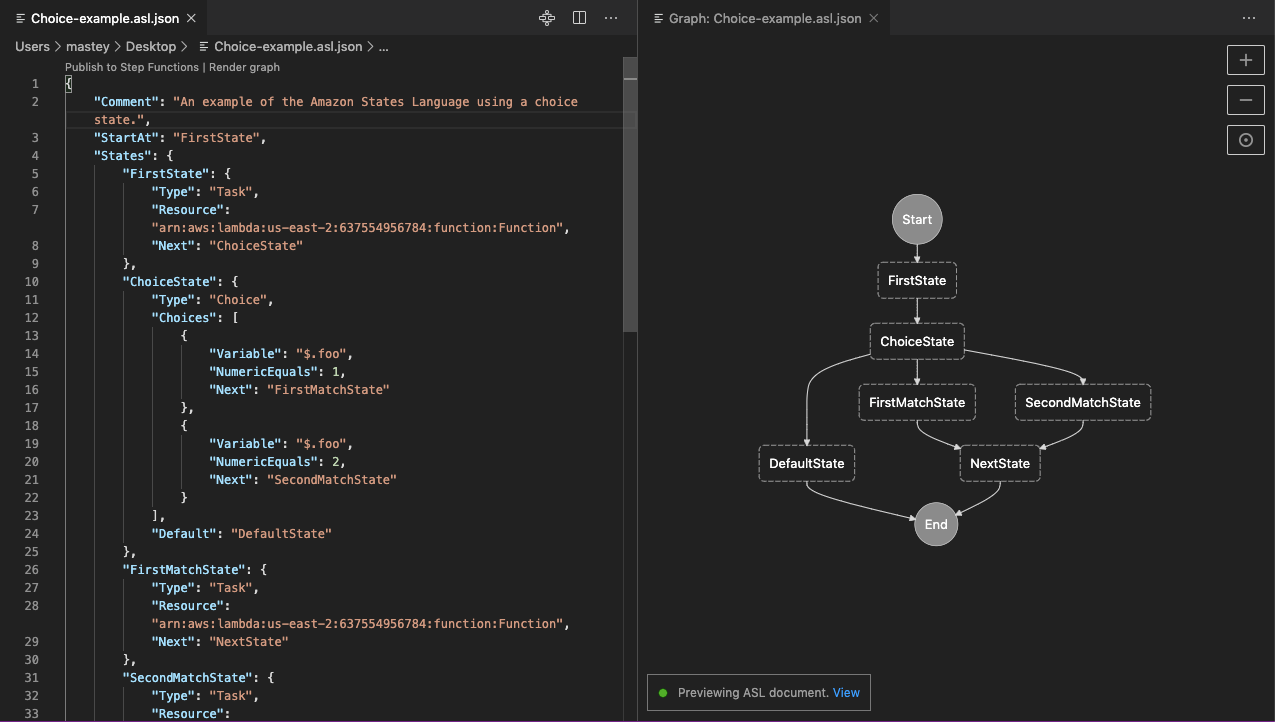 Choice-example.asl.json
Users > mastey > Desktop > Choice-example.asl.json > ...
Publish to Step Functions | Render graph
1 {
2 "Comment": "An example of the Amazon States Language using a choice
state.",
3 "StartAt": "FirstState",
4 "States": {
5 "FirstState": {
6 "Type": "Task",
7 "Resource":
"arn:aws:lambda:us-east-2:637554956784:function:Function",
8 "Next": "ChoiceState"
9 },
10 "ChoiceState": {
11 "Type": "Choice",
12 "Choices": [
13 {
14 "Variable": "$.foo",
15 "NumericEquals": 1,
16 "Next": "FirstMatchState"
17 },
18 {
19 "Variable": "$.foo",
20 "NumericEquals": 2,
21 "Next": "SecondMatchState"
22 }
23 ],
24 "Default": "DefaultState"
25 },
26 "FirstMatchState": {
27 "Type": "Task",
28 "Resource":
"arn:aws:lambda:us-east-2:637554956784:function:Function",
29 "Next": "NextState"
30 },
31 "SecondMatchState": {
32 "Type": "Task",
33 "Resource":
Graph: Choice-example.asl.json
Start
FirstState
ChoiceState
FirstMatchState
SecondMatchState
DefaultState
NextState
End
Previewing ASL document. View